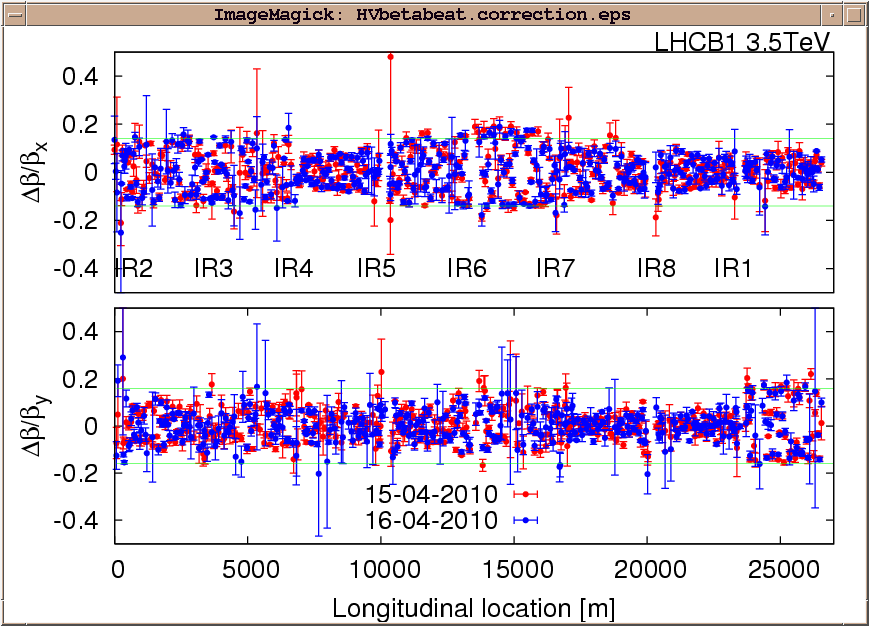 ImageMagick: HVbetabeat.correction.eps
LHCB1 3.5TeV
0.4
0.2
0
-0.2
-0.4
Δβ/βx
IR2 IR3 IR4 IR5 IR6 IR7 IR8 IR1
0.4
0.2
0
-0.2
-0.4
Δβ/βy
15-04-2010
16-04-2010
0 5000 10000 15000 20000 25000
Longitudinal location [m]